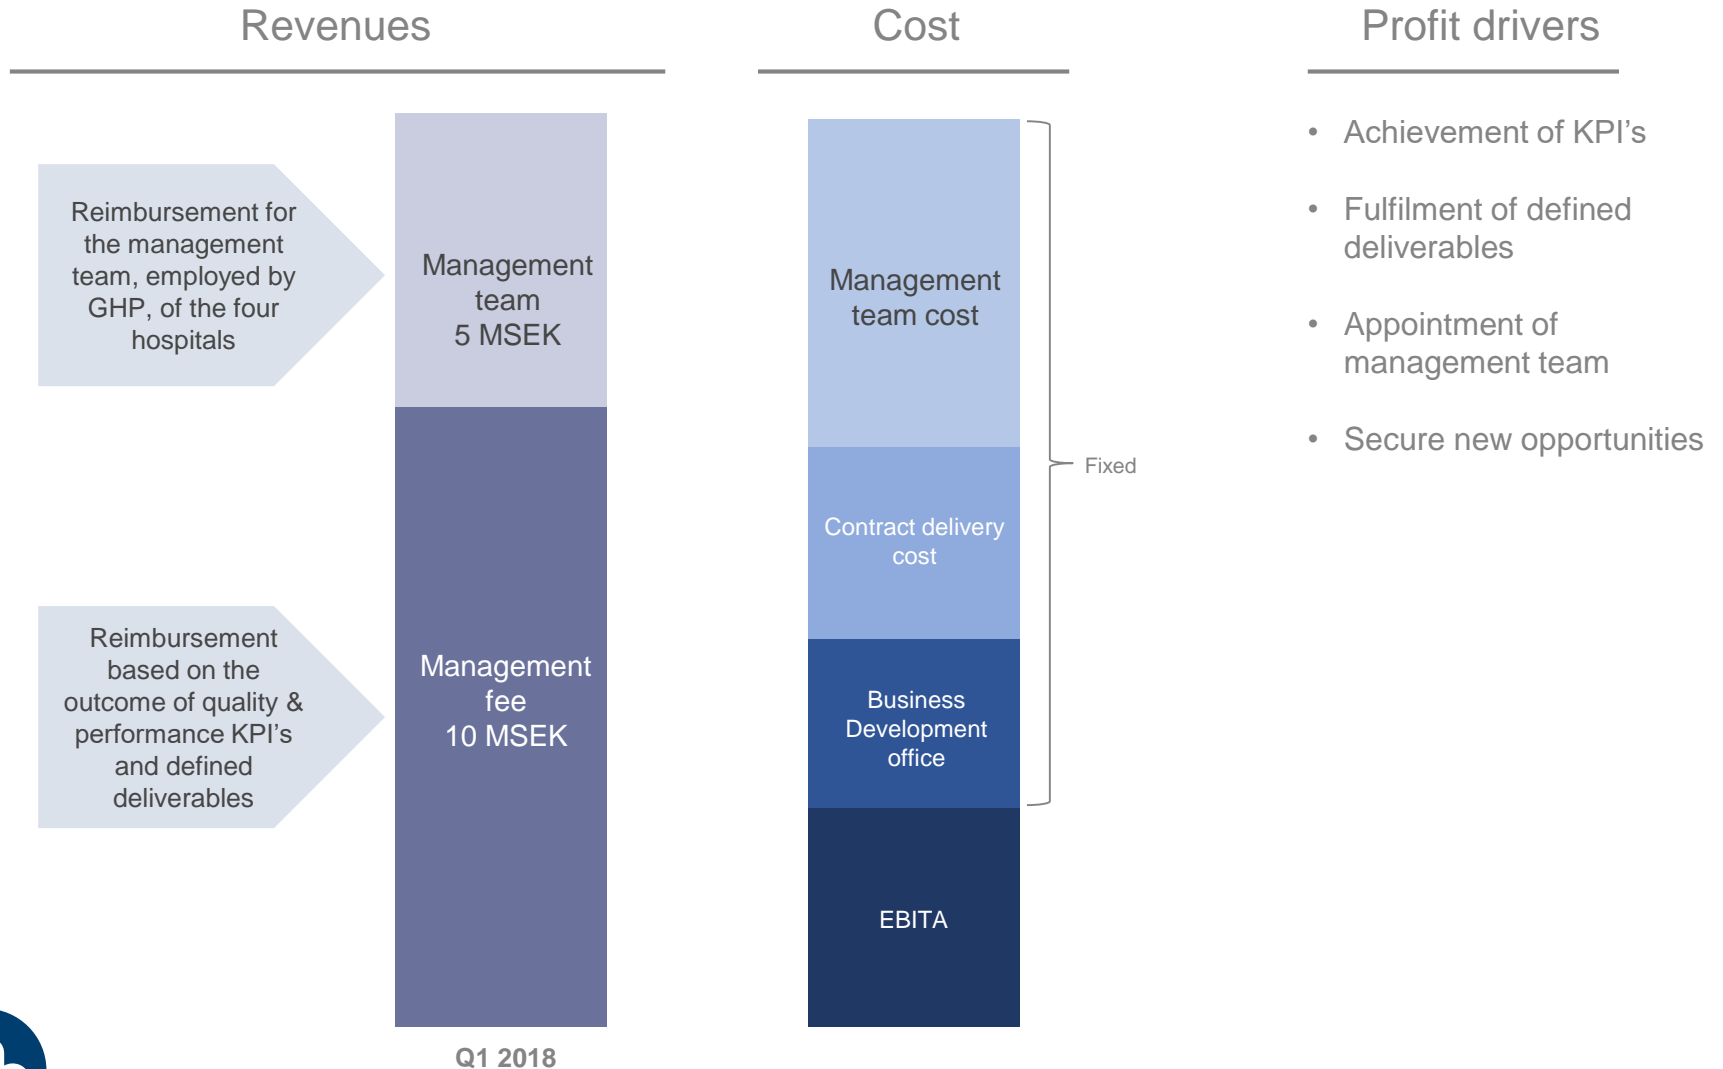 Revenues
Reimbursement for
the management
team, employed by
GHP, of the four
hospitals
Management
team
5 MSEK
Reimbursement
based on the
outcome of quality &
performance KPI's
and defined
deliverables
Management
fee
10 MSEK
Q1 2018
Cost
Management
team cost
Contract delivery
cost
Business
Development
office
EBITA
Fixed
Profit drivers
• Achievement of KPI's
• Fulfilment of defined
deliverables
• Appointment of
management team
• Secure new opportunities